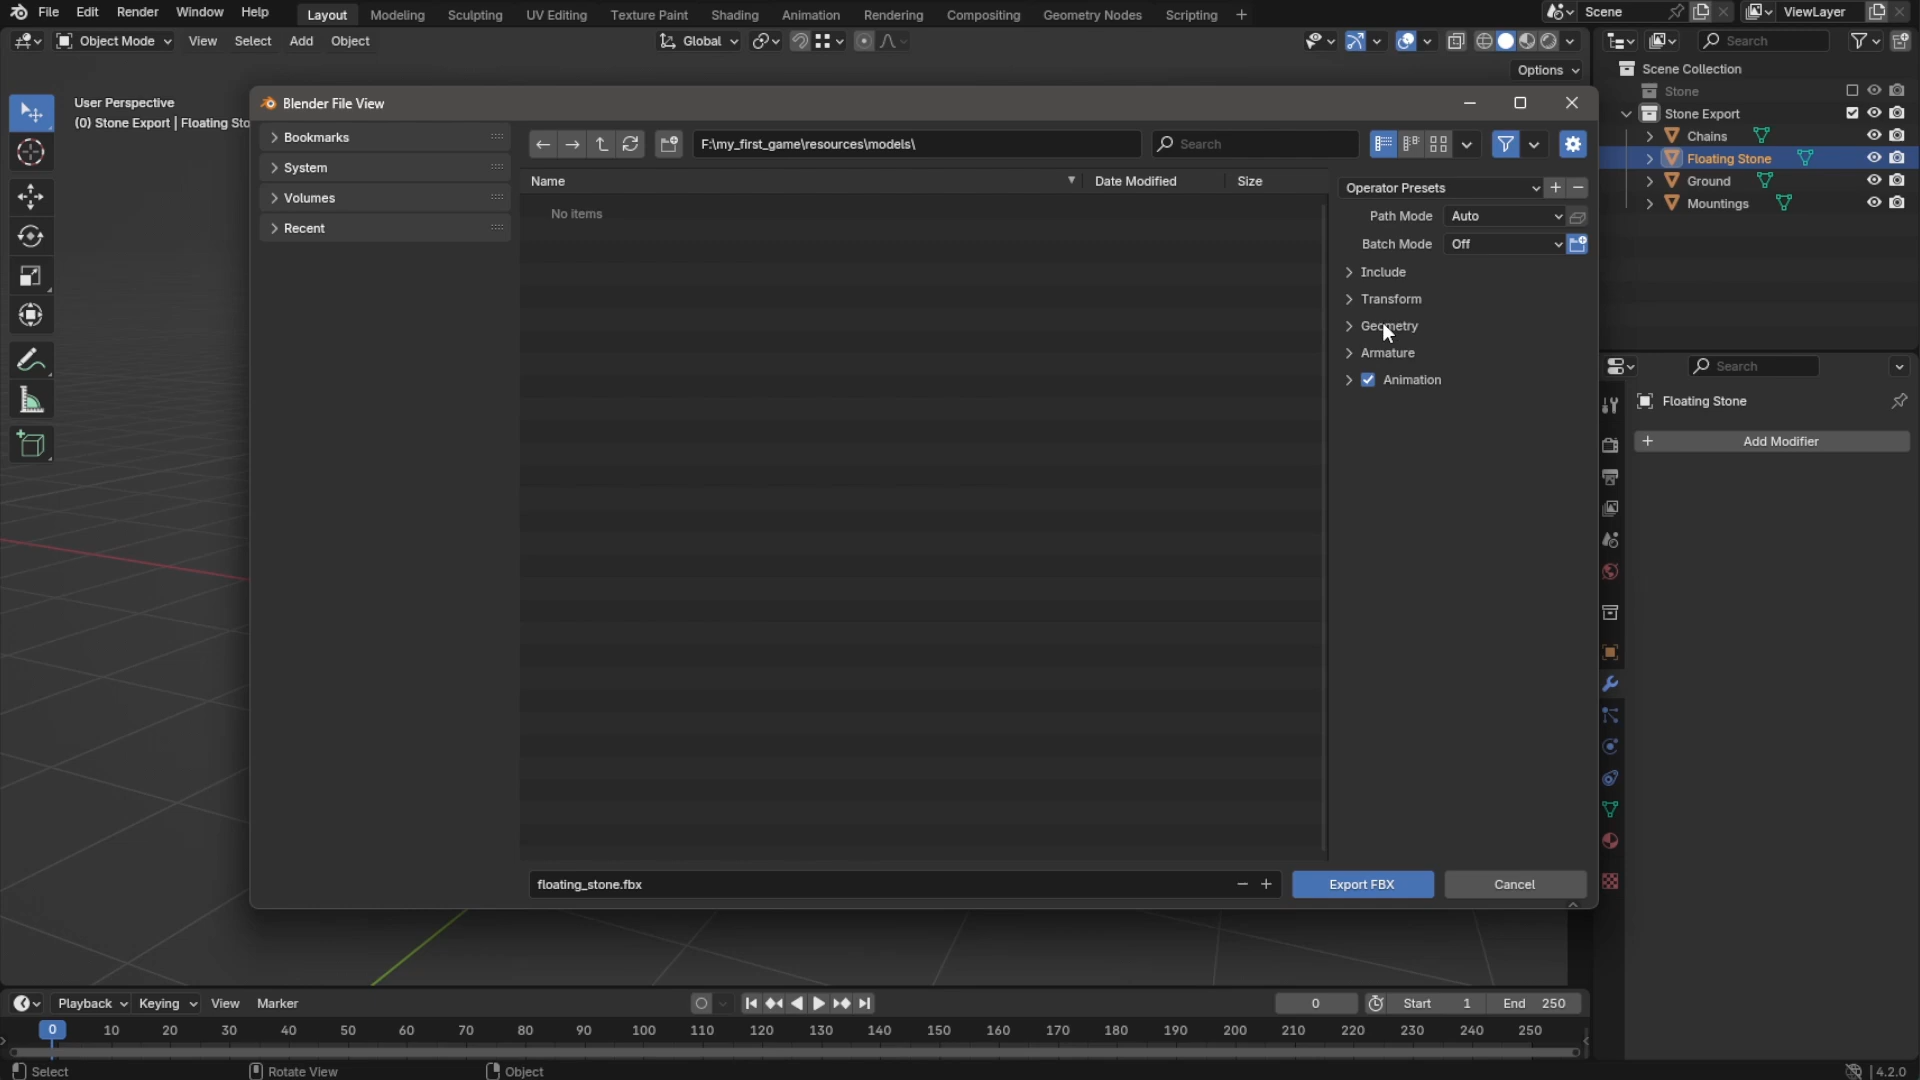 File Edit Render Window Help Layout Modeling Sculpting UV Editing Texture Paint Shading Animation Rendering Compositing Geometry Nodes Scripting + Scene ViewLayer
Object Mode View Select Add Object Global Search
Options
User Perspective
(0) Stone Export | Floating Sto
Blender File View
Bookmarks
System
Volumes
Recent
F:\my_first_game\resources\models\ Search
Name Date Modified Size
No items
Operator Presets
Path Mode Auto
Batch Mode Off
Include
Transform
Geometry
Armature
Animation
floating_stone.fbx
Export FBX Cancel
Scene Collection
Stone
Stone Export
Chains
Floating Stone
Ground
Mountings
Search
Floating Stone
+ Add Modifier
Playback Keying View Marker 0 Start 1 End 250
0 10 20 30 40 50 60 70 80 90 100 110 120 130 140 150 160 170 180 190 200 210 220 230 240 250
Select Rotate View Object 4.2.0